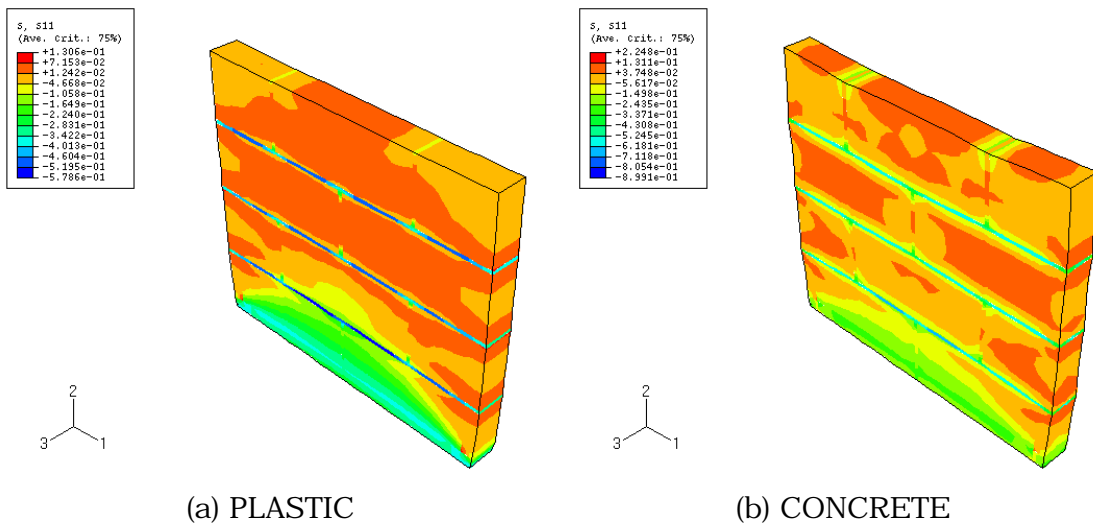 S, S11
(Ave. Crit.: 75%)
+1.306e-01
+7.153e-02
+1.242e-02
-4.668e-02
-1.058e-01
-1.649e-01
-2.240e-01
-2.831e-01
-3.422e-01
-4.013e-01
-4.604e-01
-5.195e-01
-5.786e-01
2
3
1
(a) PLASTIC
S, S11
(Ave. Crit.: 75%)
+2.248e-01
+1.311e-01
+3.748e-02
-5.617e-02
-1.498e-01
-2.435e-01
-3.371e-01
-4.308e-01
-5.245e-01
-6.181e-01
-7.118e-01
-8.054e-01
-8.991e-01
2
3
1
(b) CONCRETE